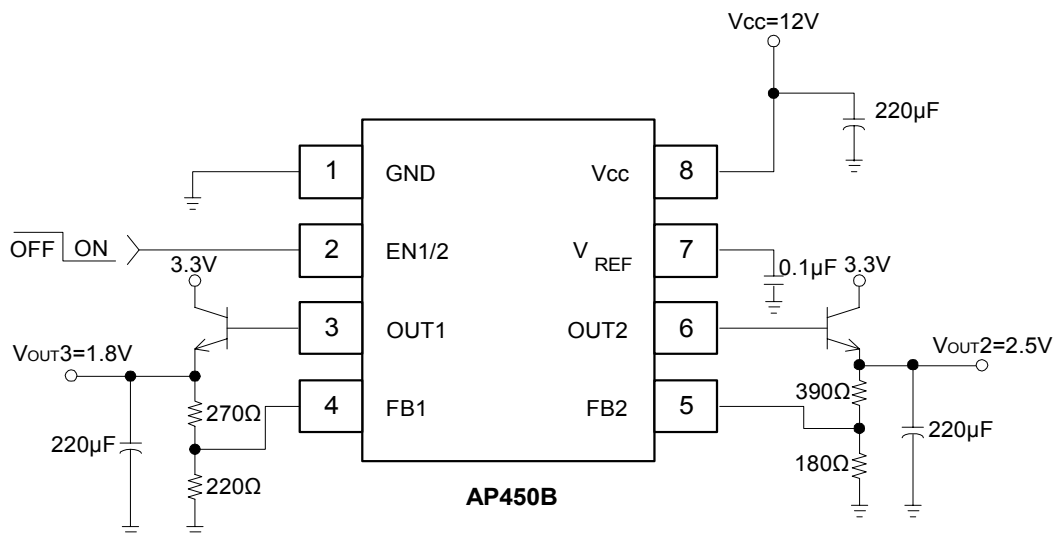 Vcc=12V
220µF
1
GND
Vcc
8
OFF
ON
2
EN1/2
V REF
7
3.3V
0.1µF
3.3V
3
OUT1
OUT2
6
VOUT3=1.8V
VOUT2=2.5V
270Ω
4
FB1
FB2
5
390Ω
220µF
220µF
220Ω
180Ω
AP450B